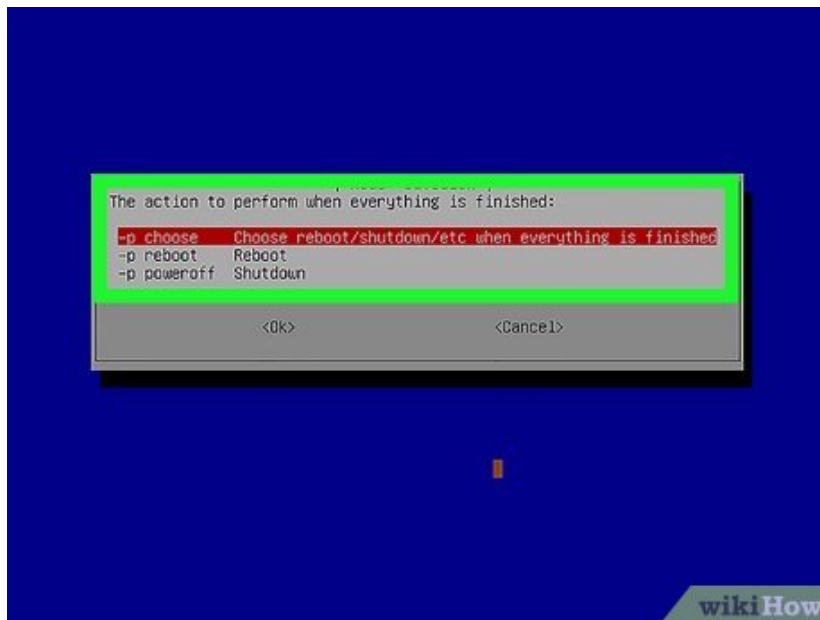 The action to perform when everything is finished:
-p choose Choose reboot/shutdown/etc when everything is finished
-p reboot Reboot
-p poweroff Shutdown
<Ok> <Cancel>
wikiHow